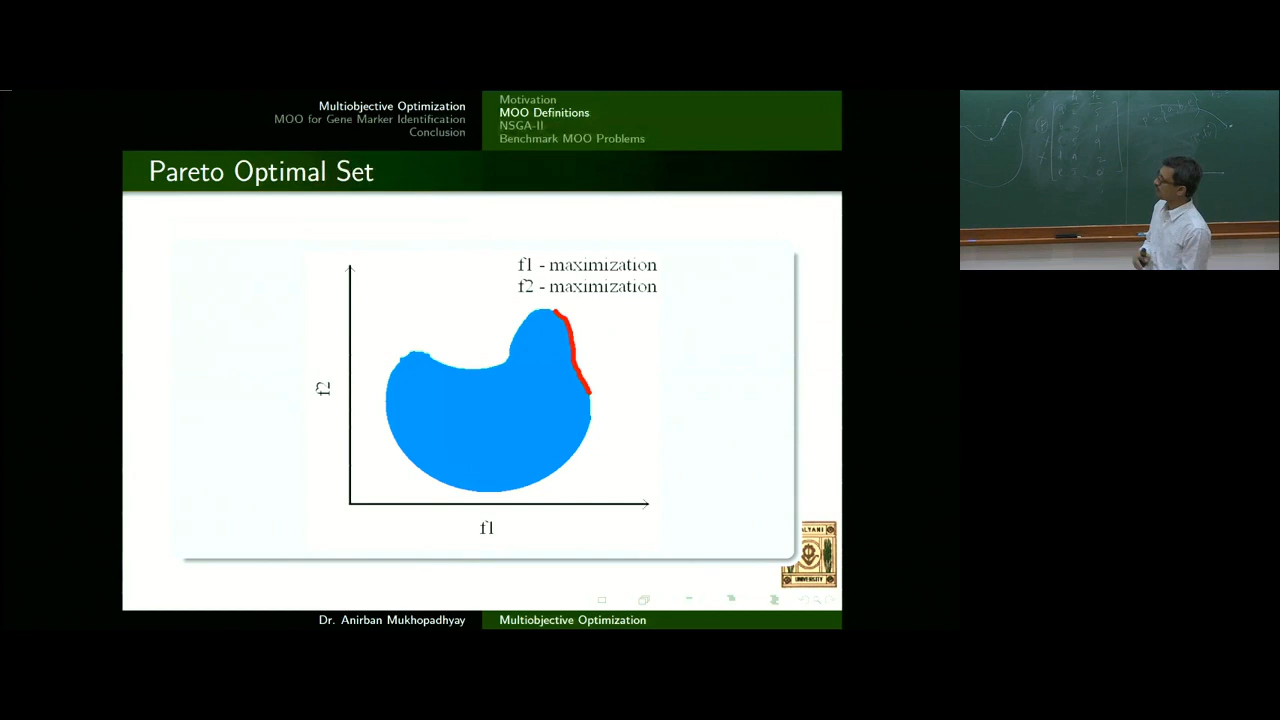 Multiobjective Optimization
MOO for Gene Marker Identification
Conclusion
Motivation
MOO Definitions
NSGA-II
Benchmark MOO Problems
Pareto Optimal Set
f1 - maximization
f2 - maximization
f2
f1
UNIVERSITY
Dr. Anirban Mukhopadhyay
Multiobjective Optimization